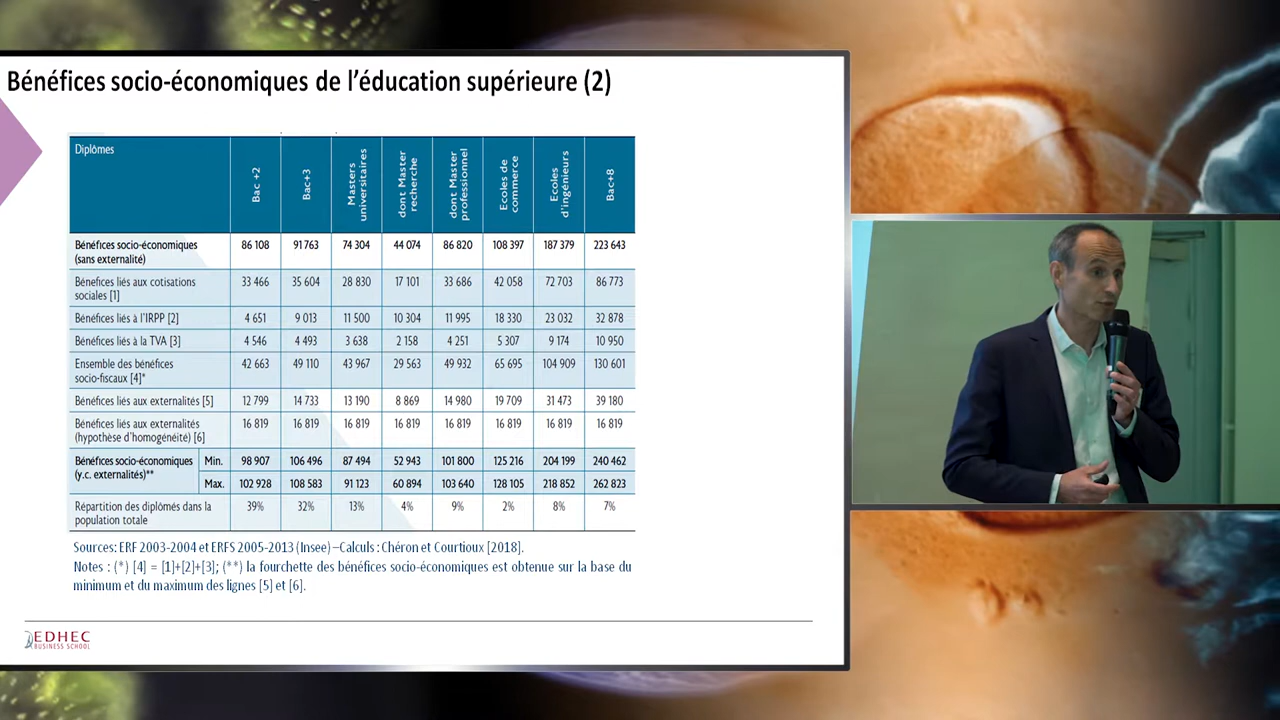 Bénéfices socio-économiques de l'éducation supérieure (2)
Diplômes
Bac +2
Bac+3
Masters
universitaires
dont Master
recherche
dont Master
professionnel
Ecoles de
commerce
Ecoles
d'ingénieurs
Bac+8
Bénéfices socio-économiques
(sans externalité)
86 108 91 763 74 304 44 074 86 820 108 397 187 379 223 643
Bénéfices liés aux cotisations
sociales [1]
33 466 35 604 28 830 17 101 33 686 42 058 72 703 86 773
Bénéfices liés à l'IRPP [2] 4 651 9 013 11 500 10 304 11 995 18 330 23 032 32 878
Bénéfices liés à la TVA [3] 4 546 4 493 3 638 2 158 4 251 5 307 9 174 10 950
Ensemble des bénéfices
socio-fiscaux [4]*
42 663 49 110 43 967 29 563 49 932 65 695 104 909 130 601
Bénéfices liés aux externalités [5] 12 799 14 733 13 190 8 869 14 980 19 709 31 473 39 180
Bénéfices liés aux externalités
(hypothèse d'homogénéité) [6]
16 819 16 819 16 819 16 819 16 819 16 819 16 819 16 819
Bénéfices socio-économiques
(y.c. externalités)**
Min. 98 907 106 496 87 494 52 943 101 800 125 216 204 199 240 462
Max. 102 928 108 583 91 123 60 894 103 640 128 105 218 852 262 823
Répartition des diplômés dans la
population totale
39% 32% 13% 4% 9% 2% 8% 7%
Sources: ERF 2003-2004 et ERFS 2005-2013 (Insee) –Calculs : Chéron et Courtioux [2018].
Notes : (*) [4] = [1]+[2]+[3]; (**) la fourchette des bénéfices socio-économiques est obtenue sur la base du
minimum et du maximum des lignes [5] et [6].
EDHEC
BUSINESS SCHOOL